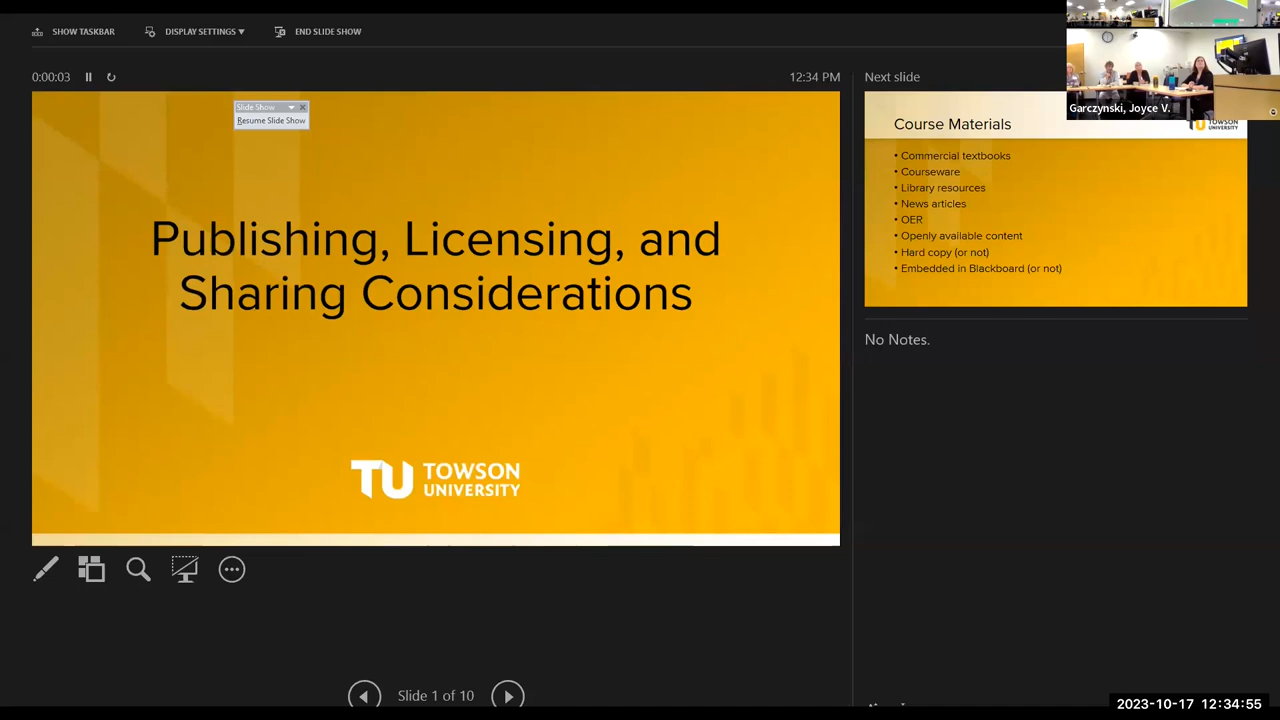 SHOW TASKBAR
DISPLAY SETTINGS ▾
END SLIDE SHOW
0:00:03
12:34 PM
Slide Show
Resume Slide Show
Publishing, Licensing, and
Sharing Considerations
TU TOWSON
UNIVERSITY
Slide 1 of 10
Next slide
Garczynski, Joyce V.
Course Materials
TOWSON
UNIVERSITY
• Commercial textbooks
• Courseware
• Library resources
• News articles
• OER
• Openly available content
• Hard copy (or not)
• Embedded in Blackboard (or not)
No Notes.
2023-10-17 12:34:55